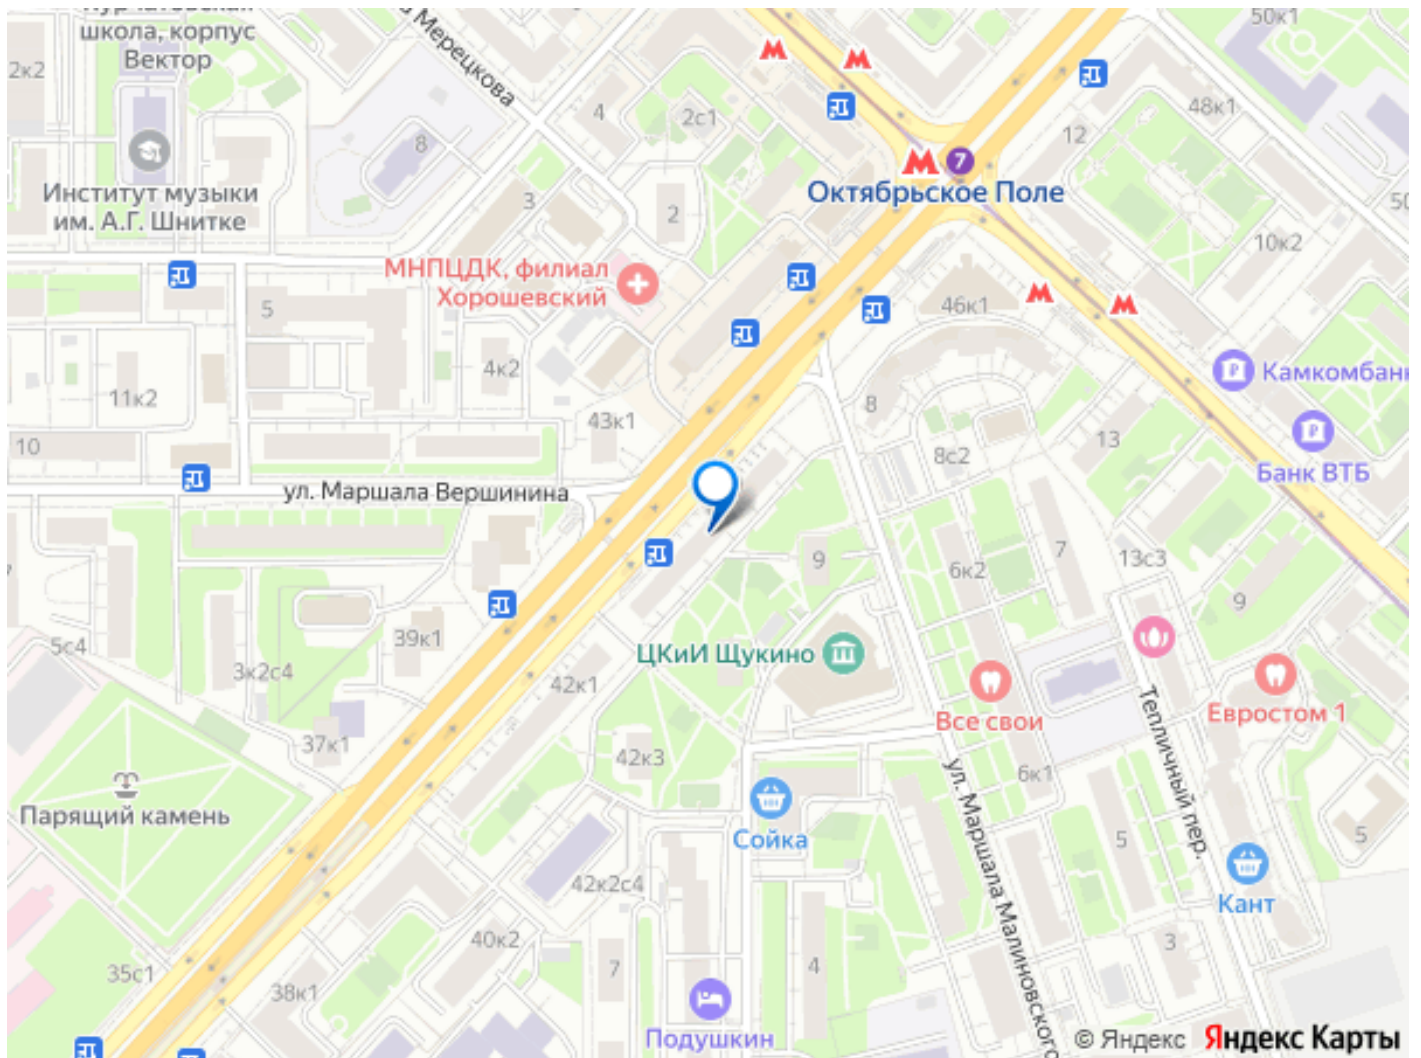 школа, корпус
Вектор
Мерецкова
50к1
2к2
4
2с1
48к1
12
8
7
Октябрьское Поле
Институт музыки
им. А.Г. Шнитке
3
2
10к2
МНПЦДК, филиал
Хорошевский
5
46к1
4к2
Камкомбанк
11к2
8
43к1
13
10
8с2
Банк ВТБ
ул. Маршала Вершинина
9
6к2
7
13с3
9
5с4
39к1
ЦКиИ Щукино
3к2с4
42к1
Все свои
Евростом 1
37к1
42к3
6к1
Тепличный пер.
Парящий камень
Сойка
5
5
ул. Маршала Малиновского
42к2с4
Кант
40к2
7
4
3
35с1
38к1
Подушкин
© Яндекс Яндекс Карты